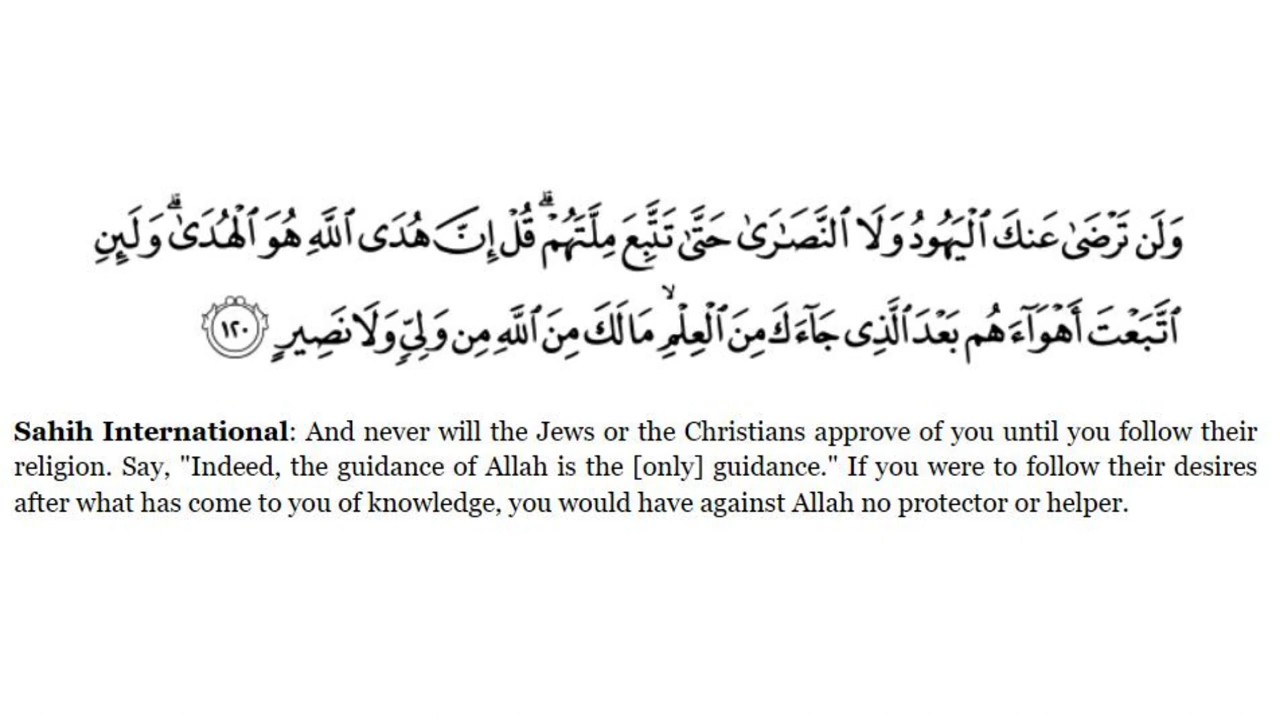 وَلَن تَرْضَىٰ عَنكَ ٱلْيَهُودُ وَلَا ٱلنَّصَـٰرَىٰ حَتَّىٰ تَتَّبِعَ مِلَّتَهُمْ ۗ قُلْ إِنَّ هُدَى ٱللَّهِ هُوَ ٱلْهُدَىٰ ۗ وَلَئِنِ
ٱتَّبَعْتَ أَهْوَآءَهُم بَعْدَ ٱلَّذِى جَآءَكَ مِنَ ٱلْعِلْمِ ۙ مَا لَكَ مِنَ ٱللَّهِ مِن وَلِىٍّ وَلَا نَصِيرٍ ١٢٠
Sahih International: And never will the Jews or the Christians approve of you until you follow their
religion. Say, "Indeed, the guidance of Allah is the [only] guidance." If you were to follow their desires
after what has come to you of knowledge, you would have against Allah no protector or helper.